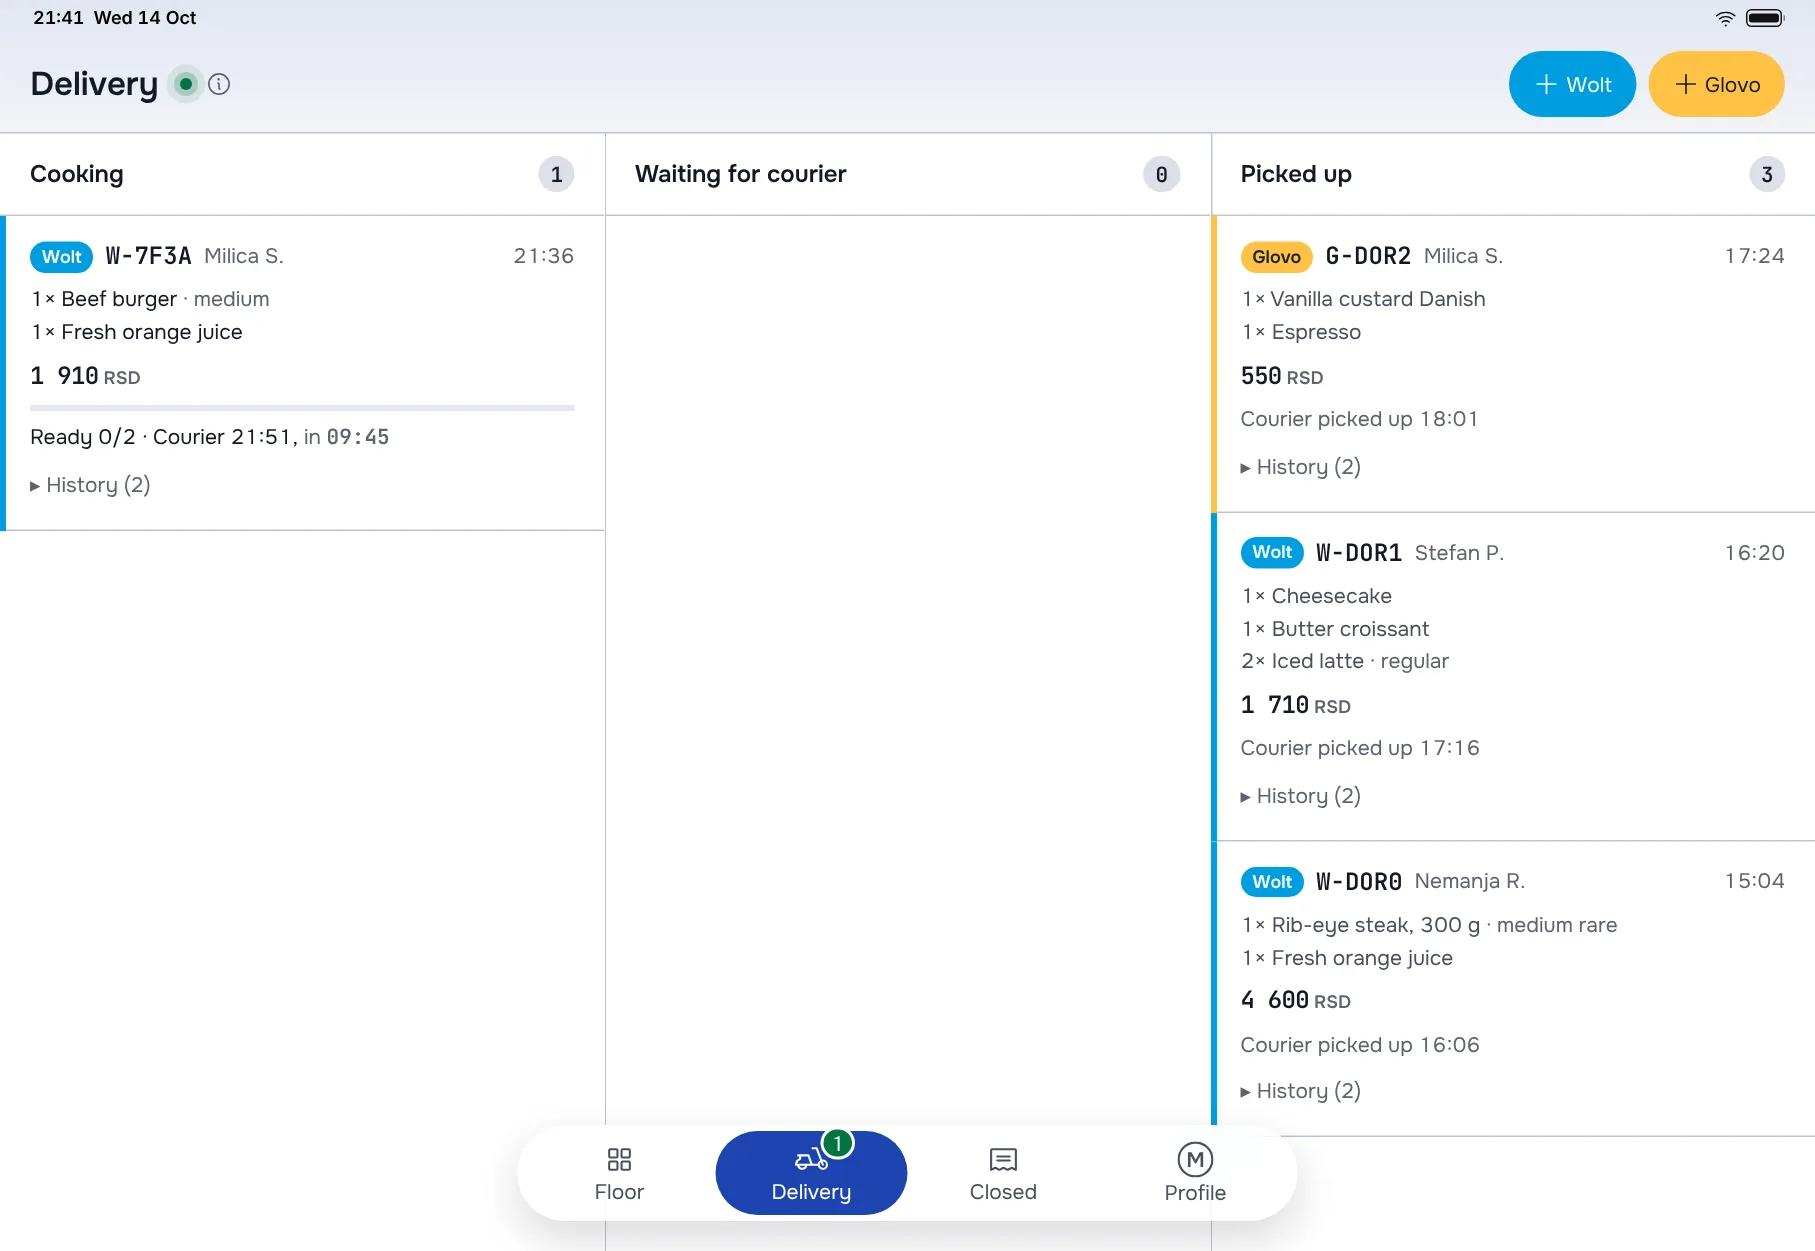 21:41 Wed 14 Oct
Delivery
+ Wolt
+ Glovo
Cooking 1
Wolt W-7F3A Milica S. 21:36
1× Beef burger · medium
1× Fresh orange juice
1 910 RSD
Ready 0/2 · Courier 21:51, in 09:45
▸ History (2)
Waiting for courier 0
Picked up 3
Glovo G-DOR2 Milica S. 17:24
1× Vanilla custard Danish
1× Espresso
550 RSD
Courier picked up 18:01
▸ History (2)
Wolt W-DOR1 Stefan P. 16:20
1× Cheesecake
1× Butter croissant
2× Iced latte · regular
1 710 RSD
Courier picked up 17:16
▸ History (2)
Wolt W-DOR0 Nemanja R. 15:04
1× Rib-eye steak, 300 g · medium rare
1× Fresh orange juice
4 600 RSD
Courier picked up 16:06
▸ History (2)
Floor
1
Delivery
Closed
M
Profile